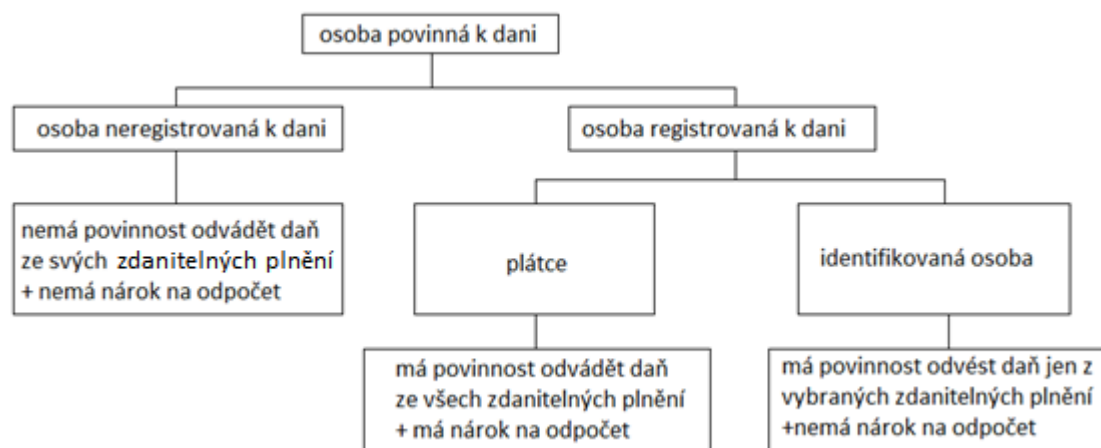 osoba povinná k dani
osoba neregistrovaná k dani
osoba registrovaná k dani
nemá povinnost odvádět daň
ze svých zdanitelných plnění
+ nemá nárok na odpočet
plátce
identifikovaná osoba
má povinnost odvádět daň
ze všech zdanitelných plnění
+ má nárok na odpočet
má povinnost odvést daň jen z
vybraných zdanitelných plnění
+nemá nárok na odpočet